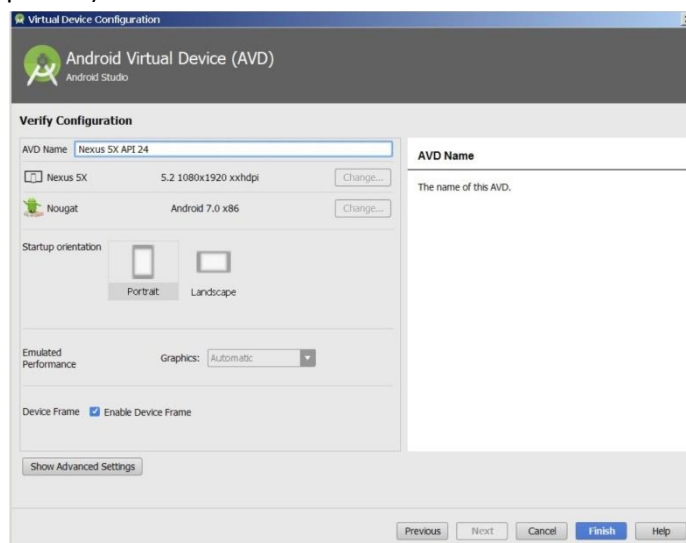 Virtual Device Configuration
Android Virtual Device (AVD)
Android Studio
Verify Configuration
AVD Name Nexus 5X API 24
Nexus 5X 5.2 1080x1920 xxhdpi Change...
Nougat Android 7.0 x86 Change...
Startup orientation
Portrait Landscape
Emulated
Performance
Graphics: Automatic
Device Frame Enable Device Frame
Show Advanced Settings
AVD Name
The name of this AVD.
Previous Next Cancel Finish Help